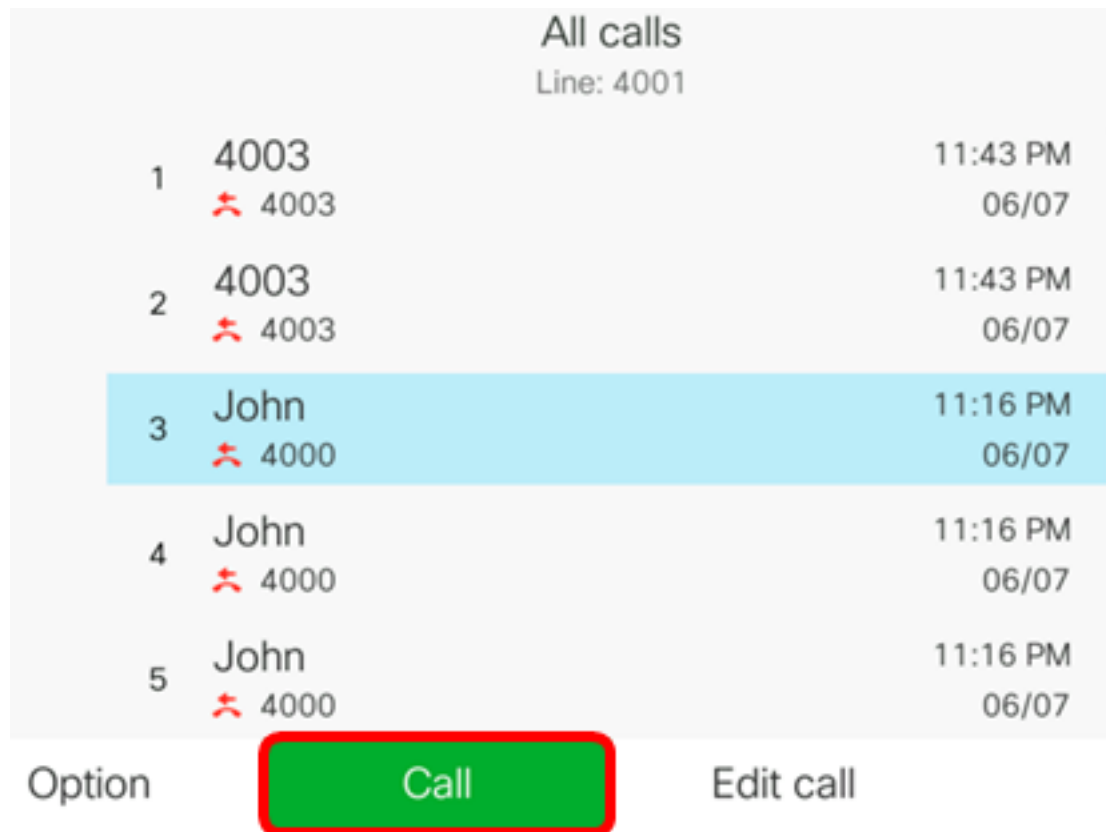 All calls
Line: 4001
1 4003 11:43 PM
4003 06/07
2 4003 11:43 PM
4003 06/07
3 John 11:16 PM
4000 06/07
4 John 11:16 PM
4000 06/07
5 John 11:16 PM
4000 06/07
Option Call Edit call